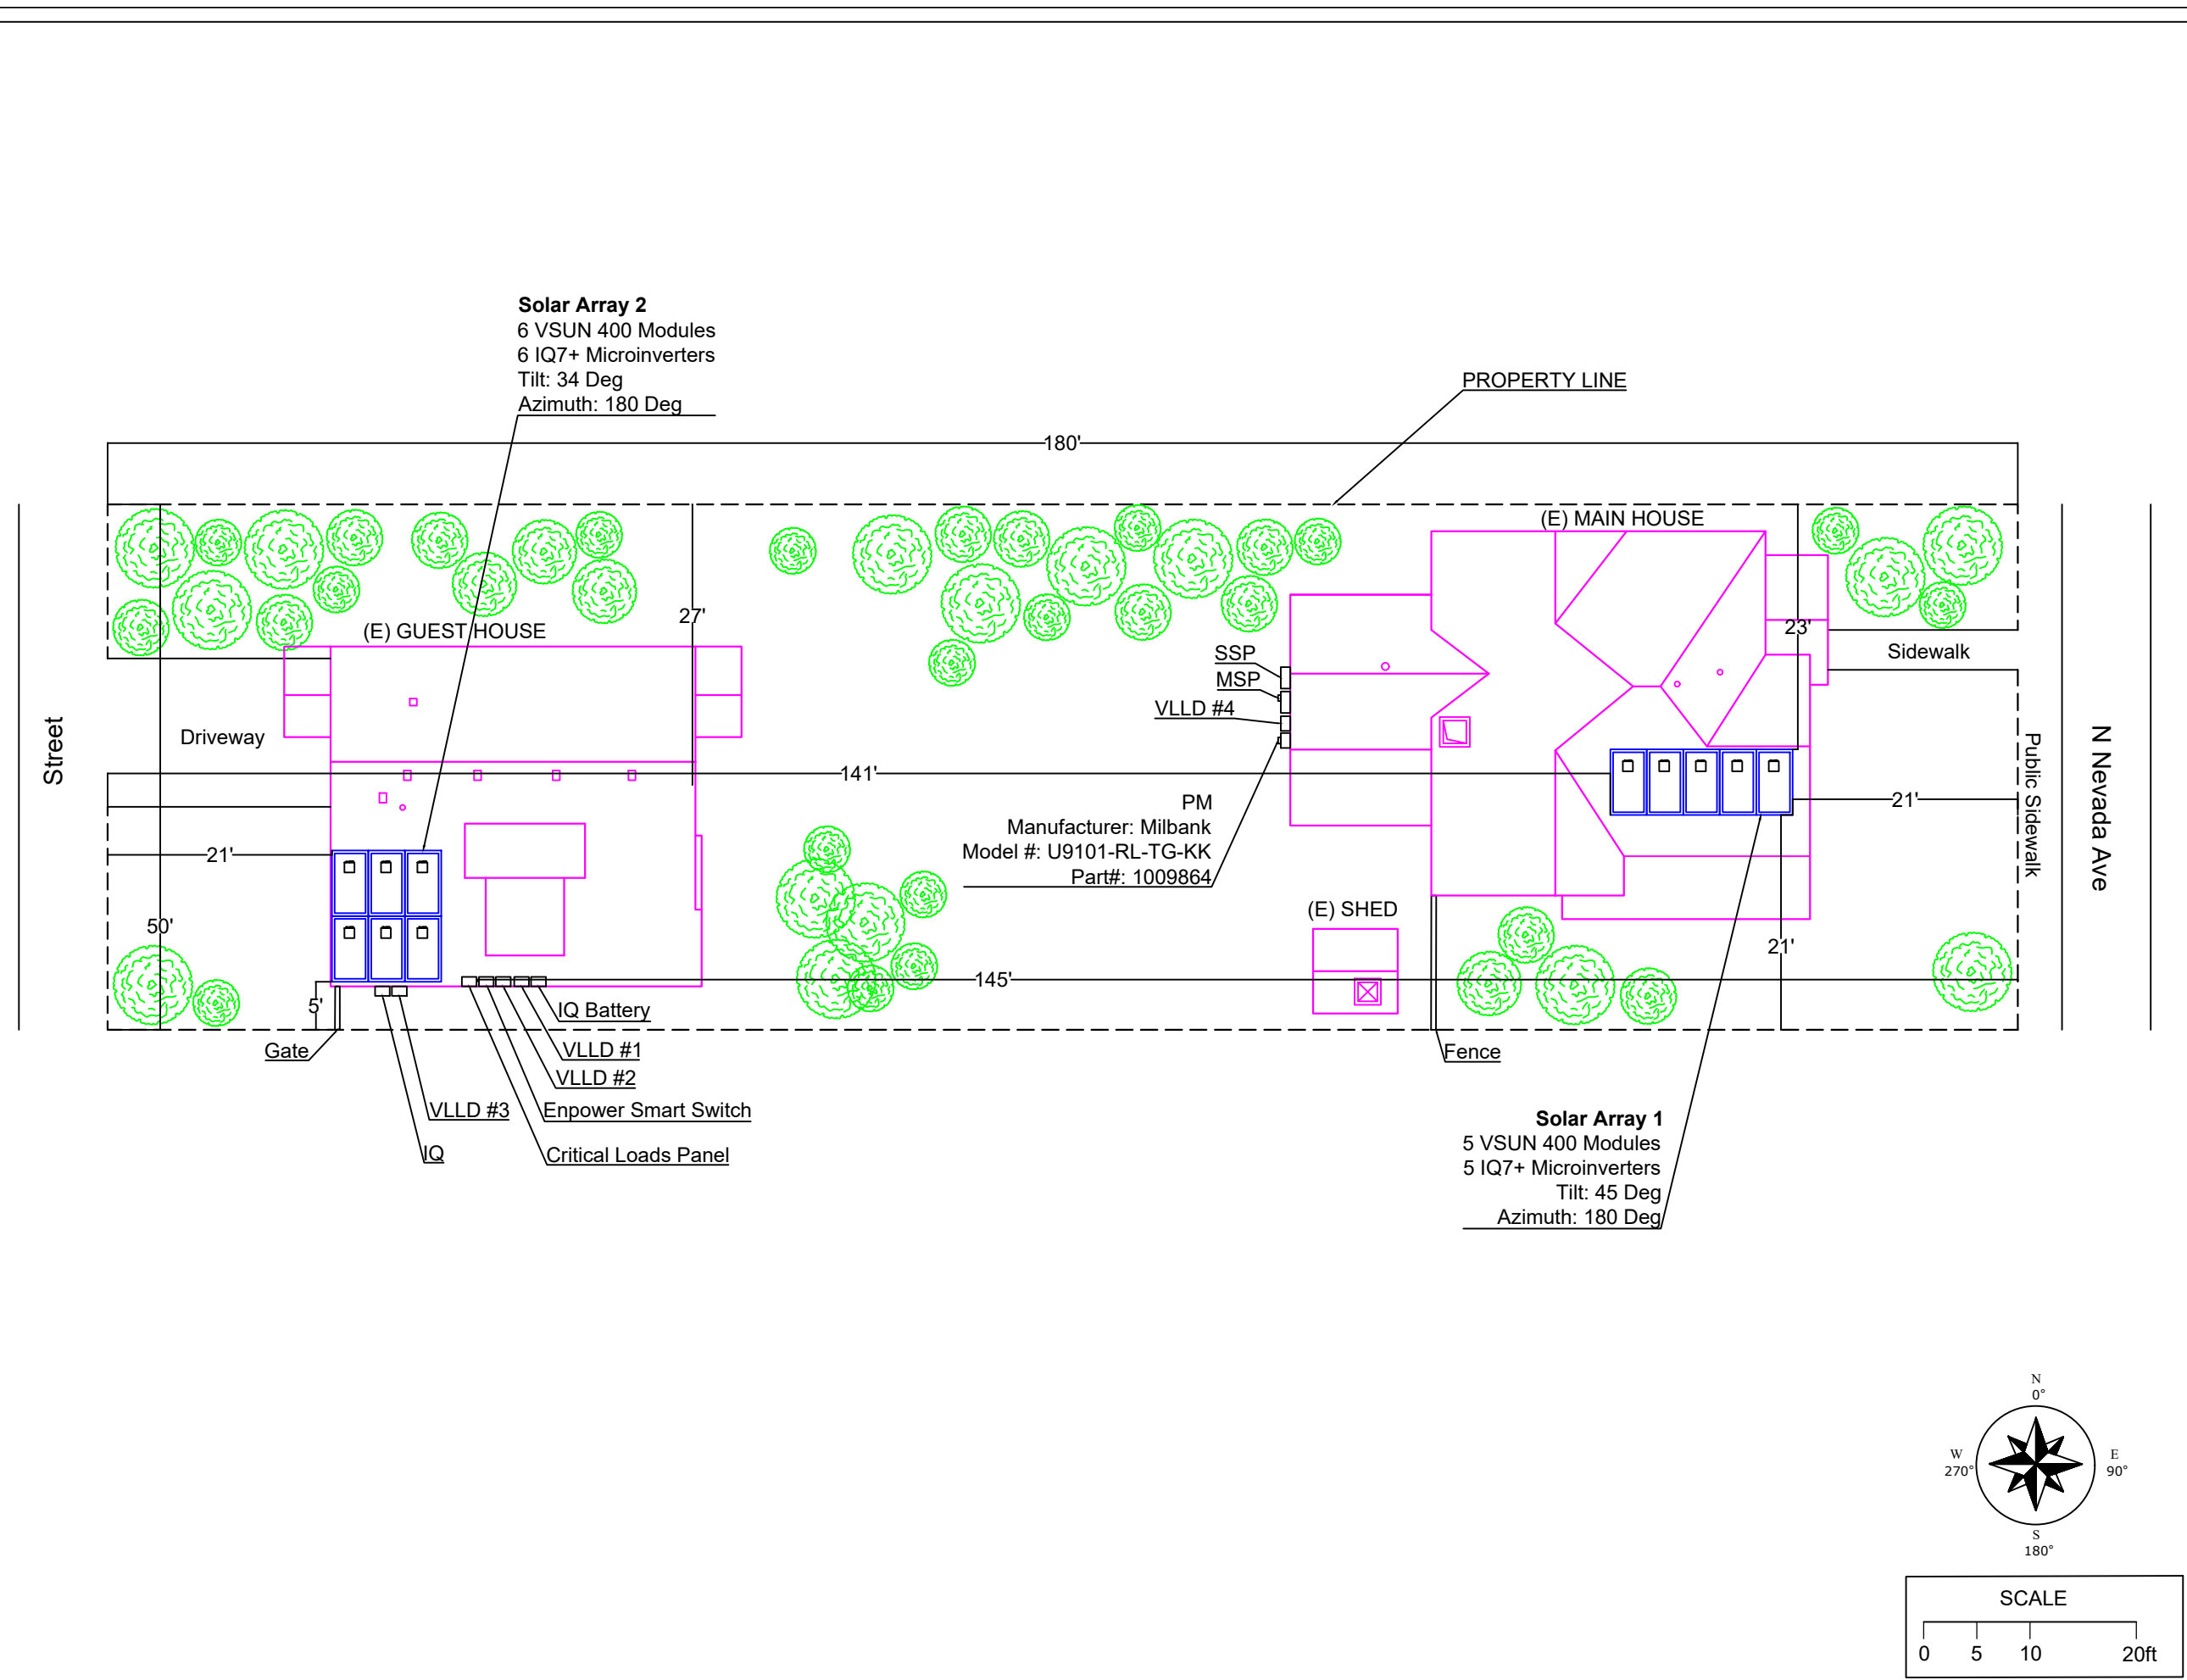 Solar Array 2
6 VSUN 400 Modules
6 IQ7+ Microinverters
Tilt: 34 Deg
Azimuth: 180 Deg
PROPERTY LINE
180'
(E) MAIN HOUSE
27'
23'
(E) GUEST HOUSE
SSP
MSP
VLLD #4
Sidewalk
Street
Driveway
141'
N Nevada Ave
Public Sidewalk
PM
Manufacturer: Milbank
Model #: U9101-RL-TG-KK
Part#: 1009864
21'
21'
(E) SHED
50'
21'
145'
5'
IQ Battery
Gate
VLLD #1
Fence
VLLD #2
VLLD #3
Enpower Smart Switch
IQ
Critical Loads Panel
Solar Array 1
5 VSUN 400 Modules
5 IQ7+ Microinverters
Tilt: 45 Deg
Azimuth: 180 Deg
N
0°
W
270°
E
90°
S
180°
SCALE
0 5 10 20ft